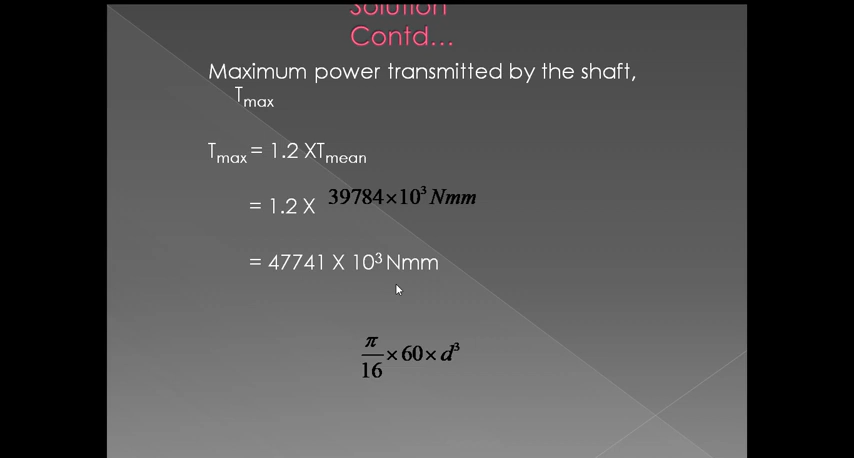 Solution
Contd...
Maximum power transmitted by the shaft,
Tmax
Tmax = 1.2 XTmean
= 1.2 X 39784×10³ Nmm
= 47741 X 10³ Nmm
π/16 ×60×d³